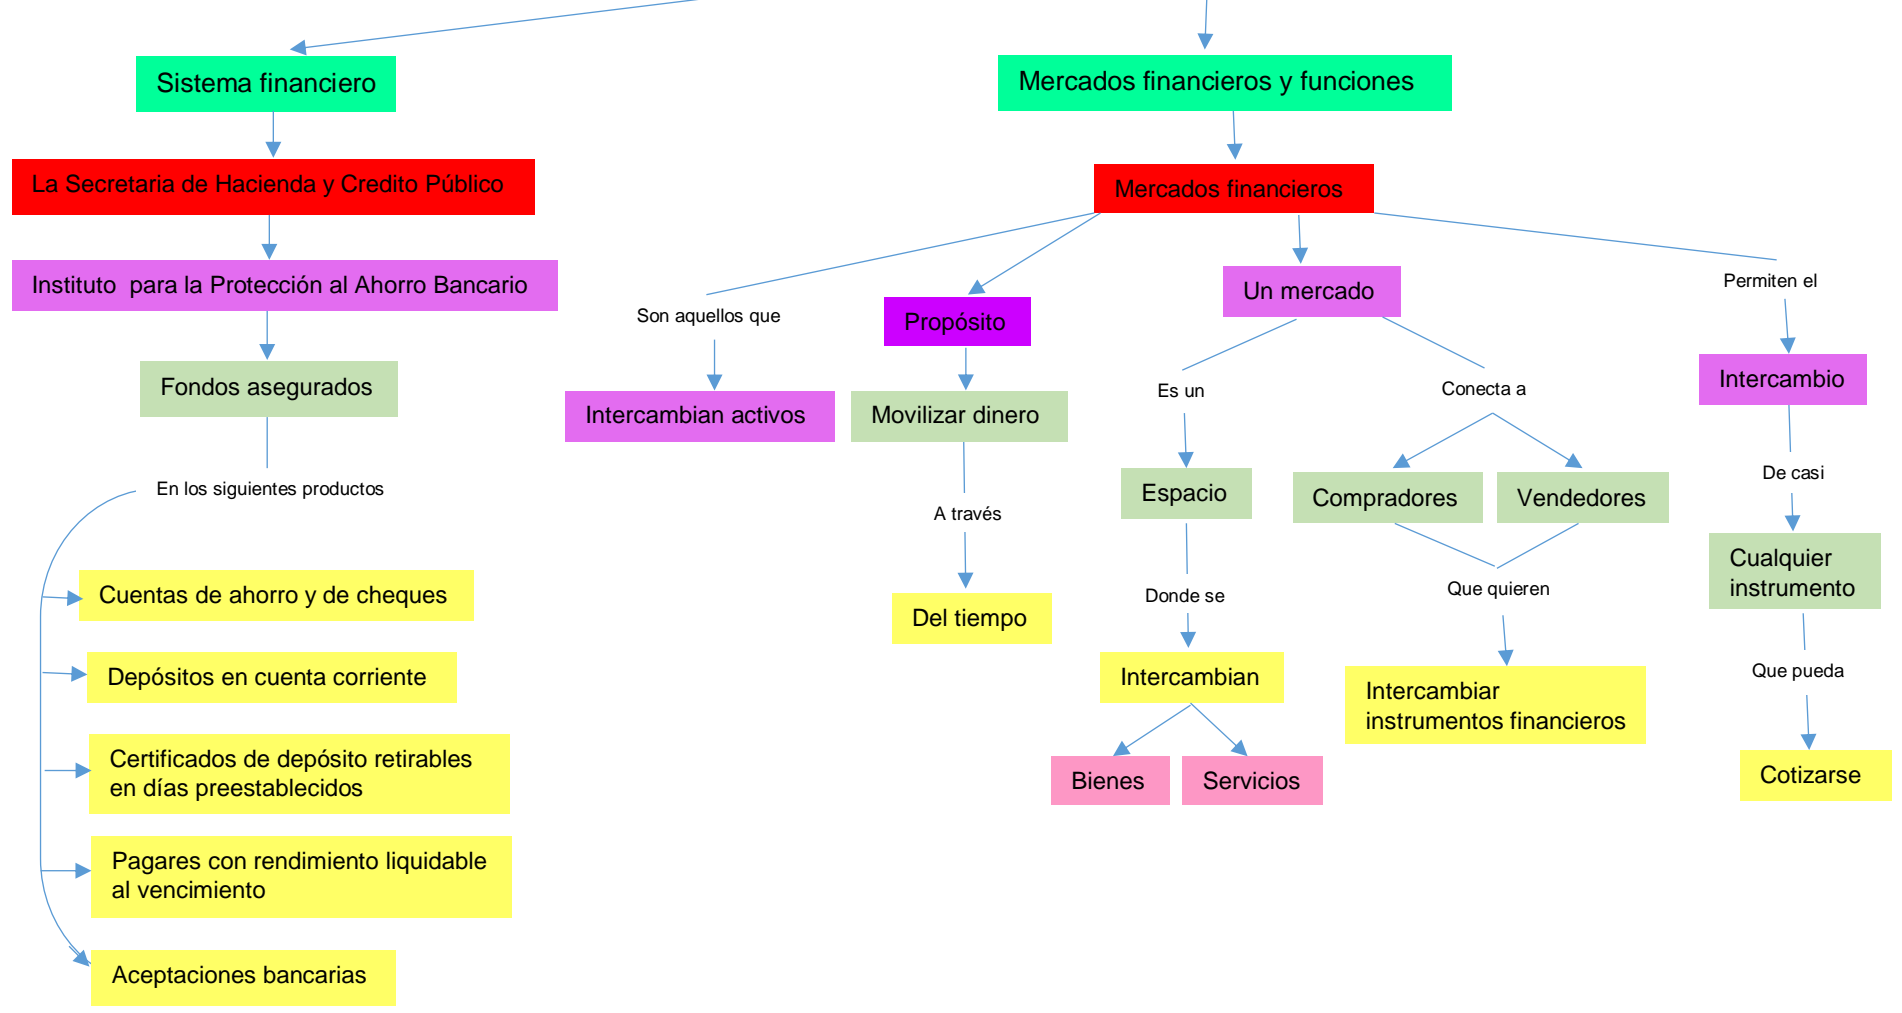 Sistema financiero
La Secretaria de Hacienda y Credito Público
Instituto  para la Protección al Ahorro Bancario
Fondos asegurados
En los siguientes productos
Cuentas de ahorro y de cheques
Depósitos en cuenta corriente
Certificados de depósito retirables
en días preestablecidos
Pagares con rendimiento liquidable
al vencimiento
Aceptaciones bancarias
Mercados financieros y funciones
Mercados financieros
Son aquellos que
Intercambian activos
Propósito
Movilizar dinero
A través
Del tiempo
Un mercado
Es un
Espacio
Donde se
Intercambian
Bienes
Servicios
Conecta a
Compradores
Vendedores
Que quieren
Intercambiar
instrumentos financieros
Permiten el
Intercambio
De casi
Cualquier
instrumento
Que pueda
Cotizarse